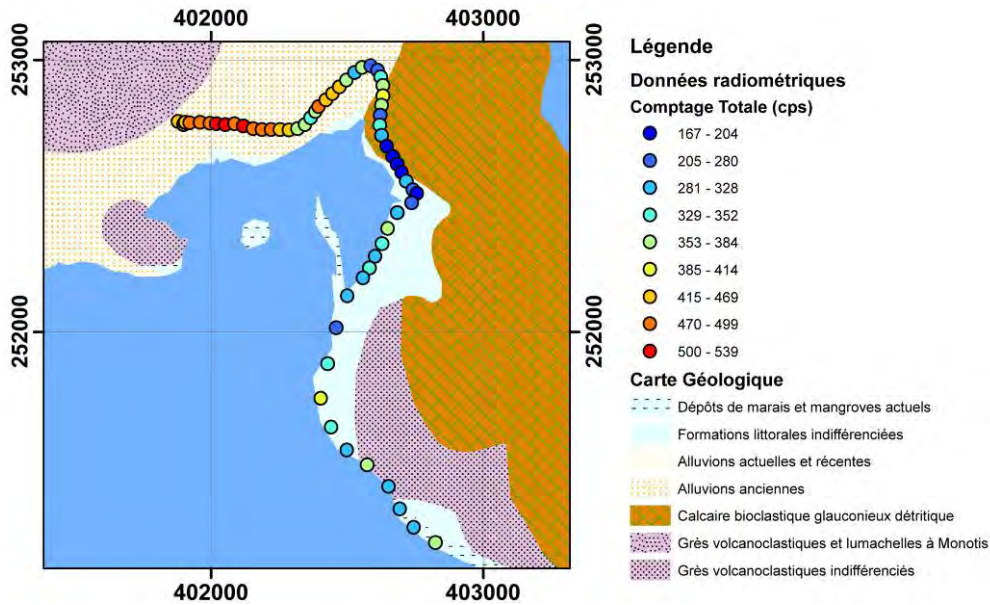 402000
403000
253000
253000
252000
252000
402000
403000
Légende
Données radiométriques
Comptage Totale (cps)
167 - 204
205 - 280
281 - 328
329 - 352
353 - 384
385 - 414
415 - 469
470 - 499
500 - 539
Carte Géologique
Dépôts de marais et mangroves actuels
Formations littorales indifférenciées
Alluvions actuelles et récentes
Alluvions anciennes
Calcaire bioclastique glauconieux détritique
Grès volcanoclastiques et lumachelles à Monotis
Grès volcanoclastiques indifférenciés